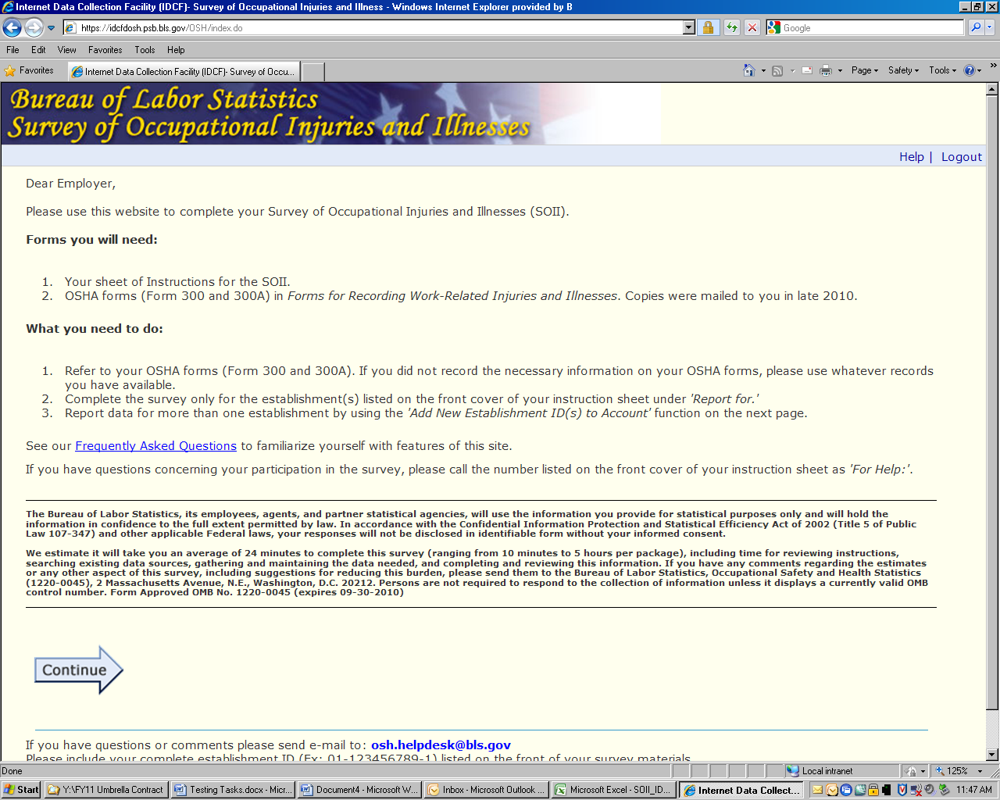 Internet Data Collection Facility (IDCF)- Survey of Occupational Injuries and Illness - Windows Internet Explorer provided by B
https://idcfdosh.psb.bls.gov/OSH/index.do
Google
File Edit View Favorites Tools Help
Favorites
Internet Data Collection Facility (IDCF)- Survey of Occu...
Page Safety Tools
Bureau of Labor Statistics
Survey of Occupational Injuries and Illnesses
Help | Logout
Dear Employer,
Please use this website to complete your Survey of Occupational Injuries and Illnesses (SOII).
Forms you will need:
1. Your sheet of Instructions for the SOII.
2. OSHA forms (Form 300 and 300A) in Forms for Recording Work-Related Injuries and Illnesses. Copies were mailed to you in late 2010.
What you need to do:
1. Refer to your OSHA forms (Form 300 and 300A). If you did not record the necessary information on your OSHA forms, please use whatever records
you have available.
2. Complete the survey only for the establishment(s) listed on the front cover of your instruction sheet under 'Report for.'
3. Report data for more than one establishment by using the 'Add New Establishment ID(s) to Account' function on the next page.
See our Frequently Asked Questions to familiarize yourself with features of this site.
If you have questions concerning your participation in the survey, please call the number listed on the front cover of your instruction sheet as 'For Help:'.
The Bureau of Labor Statistics, its employees, agents, and partner statistical agencies, will use the information you provide for statistical purposes only and will hold the
information in confidence to the full extent permitted by law. In accordance with the Confidential Information Protection and Statistical Efficiency Act of 2002 (Title 5 of Public
Law 107-347) and other applicable Federal laws, your responses will not be disclosed in identifiable form without your informed consent.
We estimate it will take you an average of 24 minutes to complete this survey (ranging from 10 minutes to 5 hours per package), including time for reviewing instructions,
searching existing data sources, gathering and maintaining the data needed, and completing and reviewing this information. If you have any comments regarding the estimates
or any other aspect of this survey, including suggestions for reducing this burden, please send them to the Bureau of Labor Statistics, Occupational Safety and Health Statistics
(1220-0045), 2 Massachusetts Avenue, N.E., Washington, D.C. 20212. Persons are not required to respond to the collection of information unless it displays a currently valid OMB
control number. Form Approved OMB No. 1220-0045 (expires 09-30-2010)
Continue
If you have questions or comments please send e-mail to: osh.helpdesk@bls.gov
Please include your complete establishment ID (Ex: 01-123456789-1) listed on the front of your survey materials
Done
Local intranet
125%
Start
Y:\FY11 Umbrella Contract
Testing Tasks.docx - Micr...
Document4 - Microsoft W...
Inbox - Microsoft Outlook ...
Microsoft Excel - SOII_ID...
Internet Data Collect...
11:47 AM